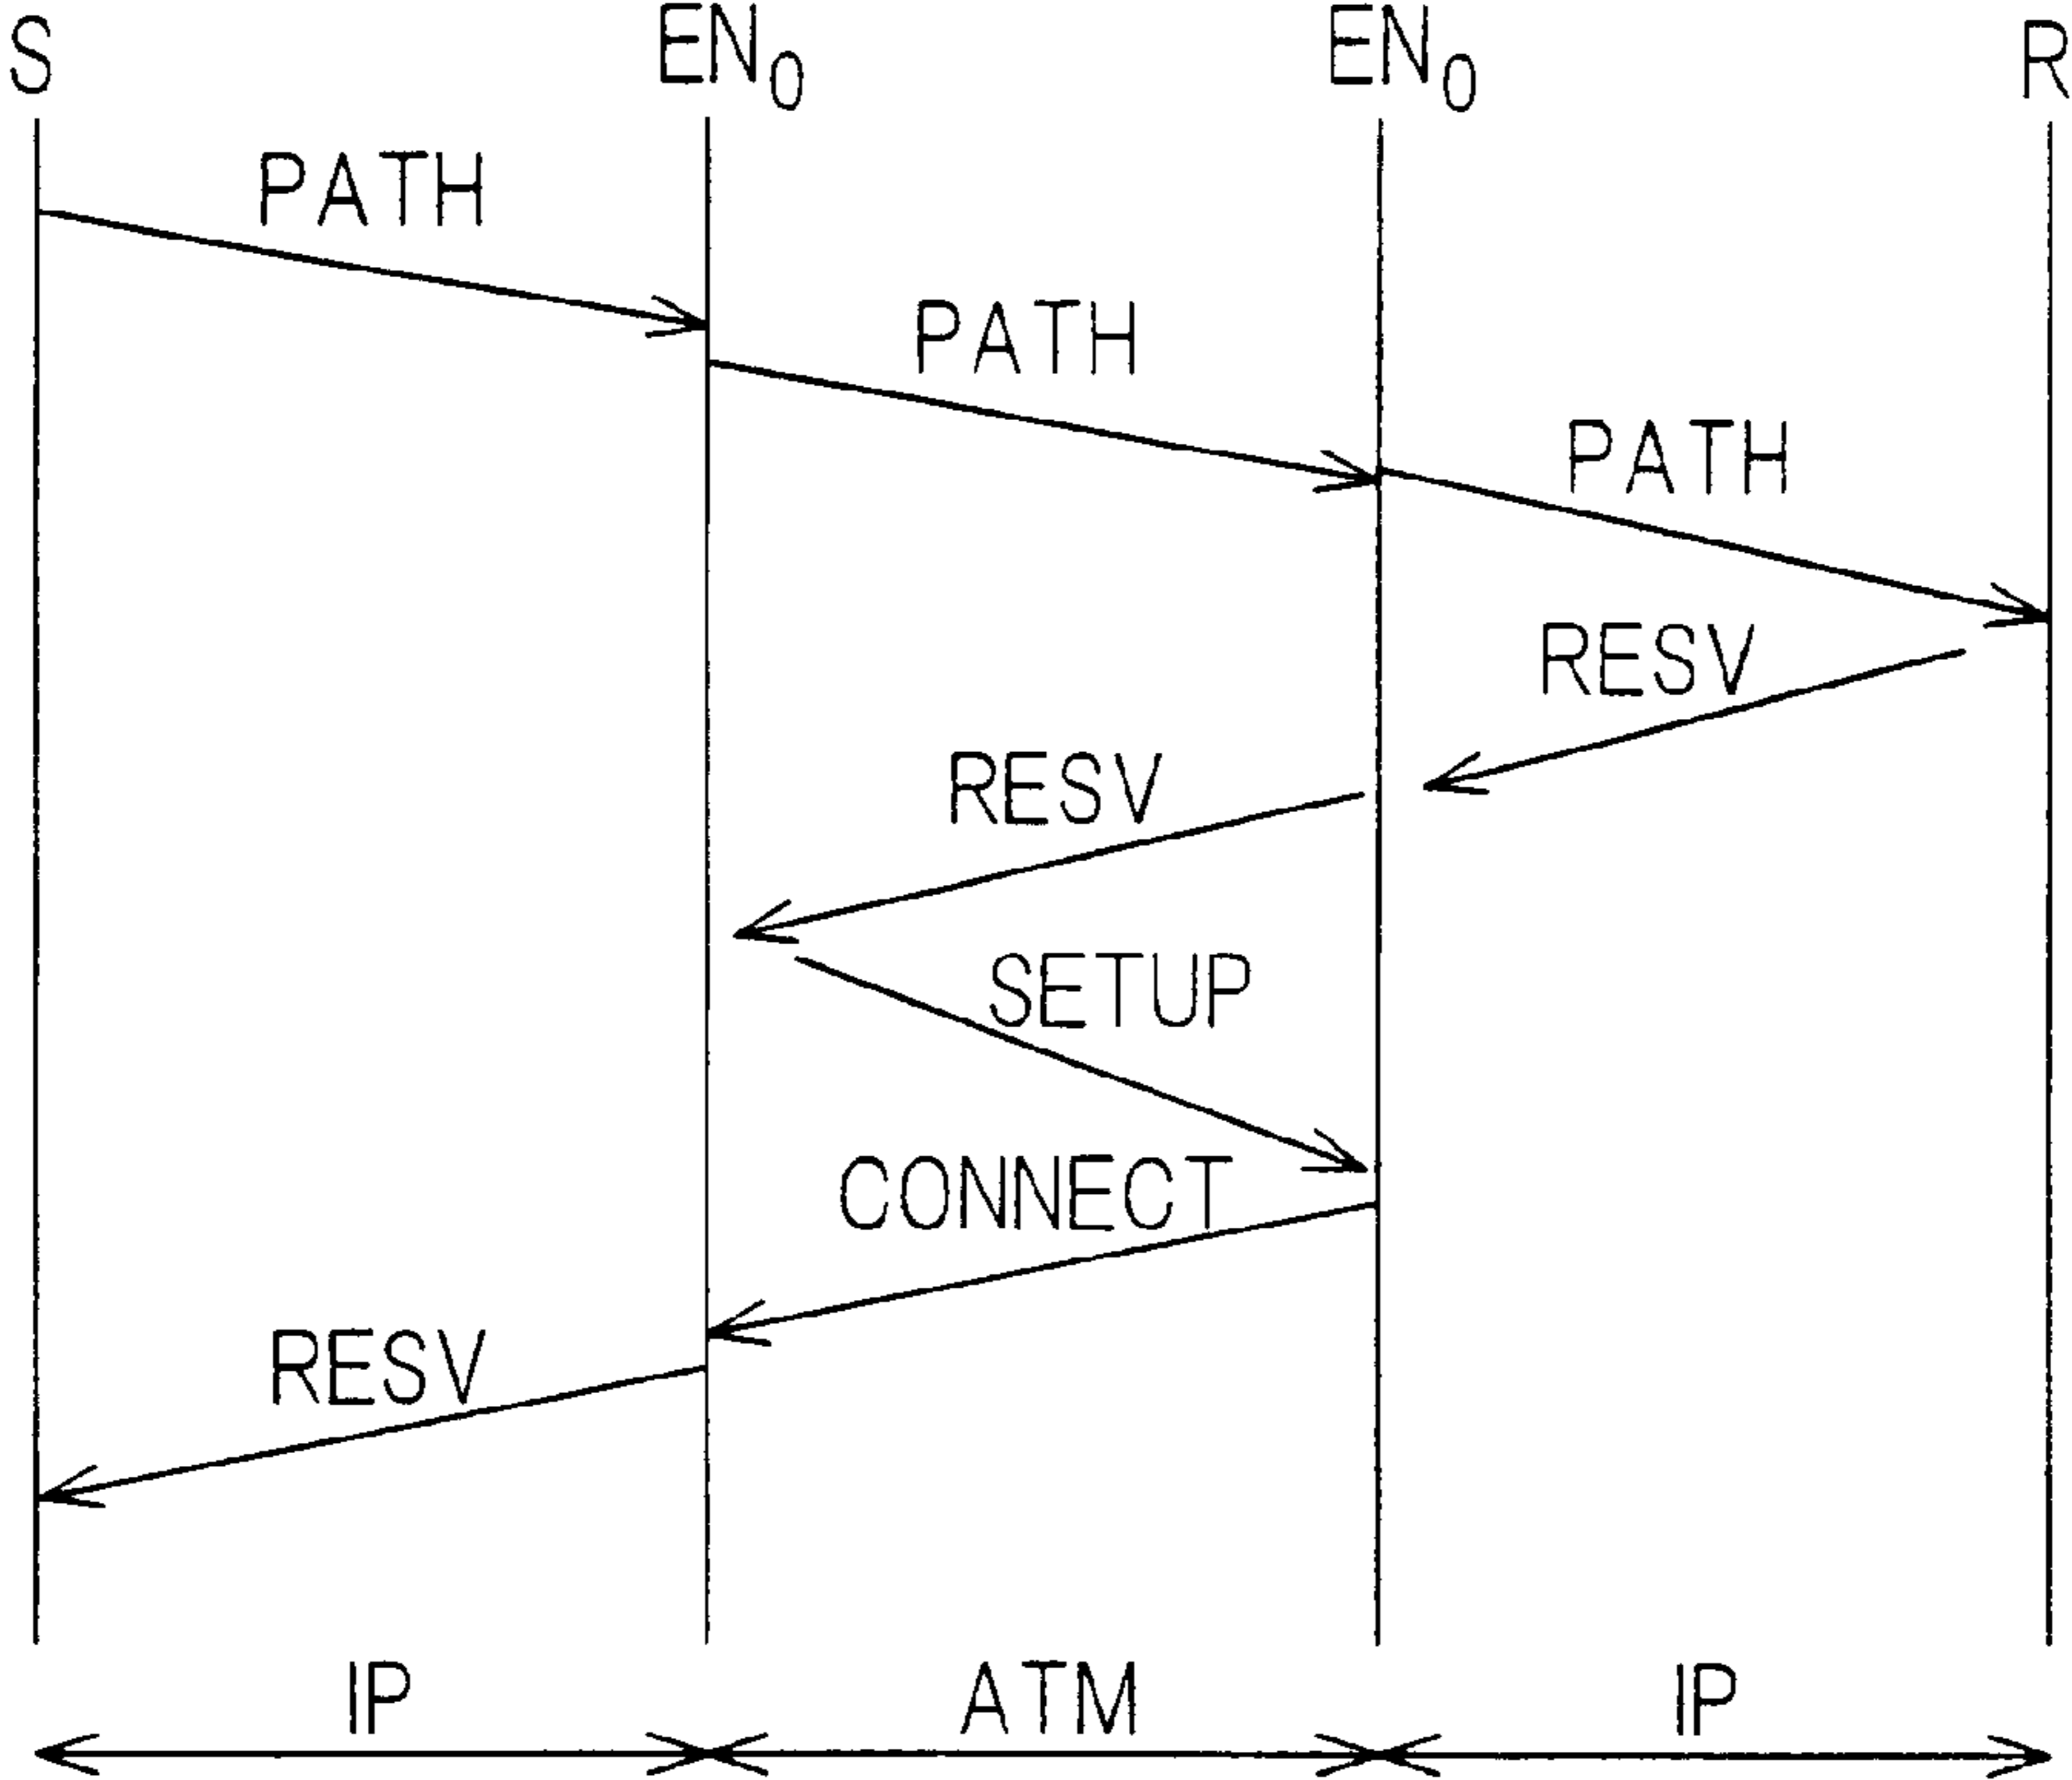 S EN₀ EN₀ R
PATH
PATH
PATH
RESV
RESV
SETUP
CONNECT
RESV
IP ATM IP